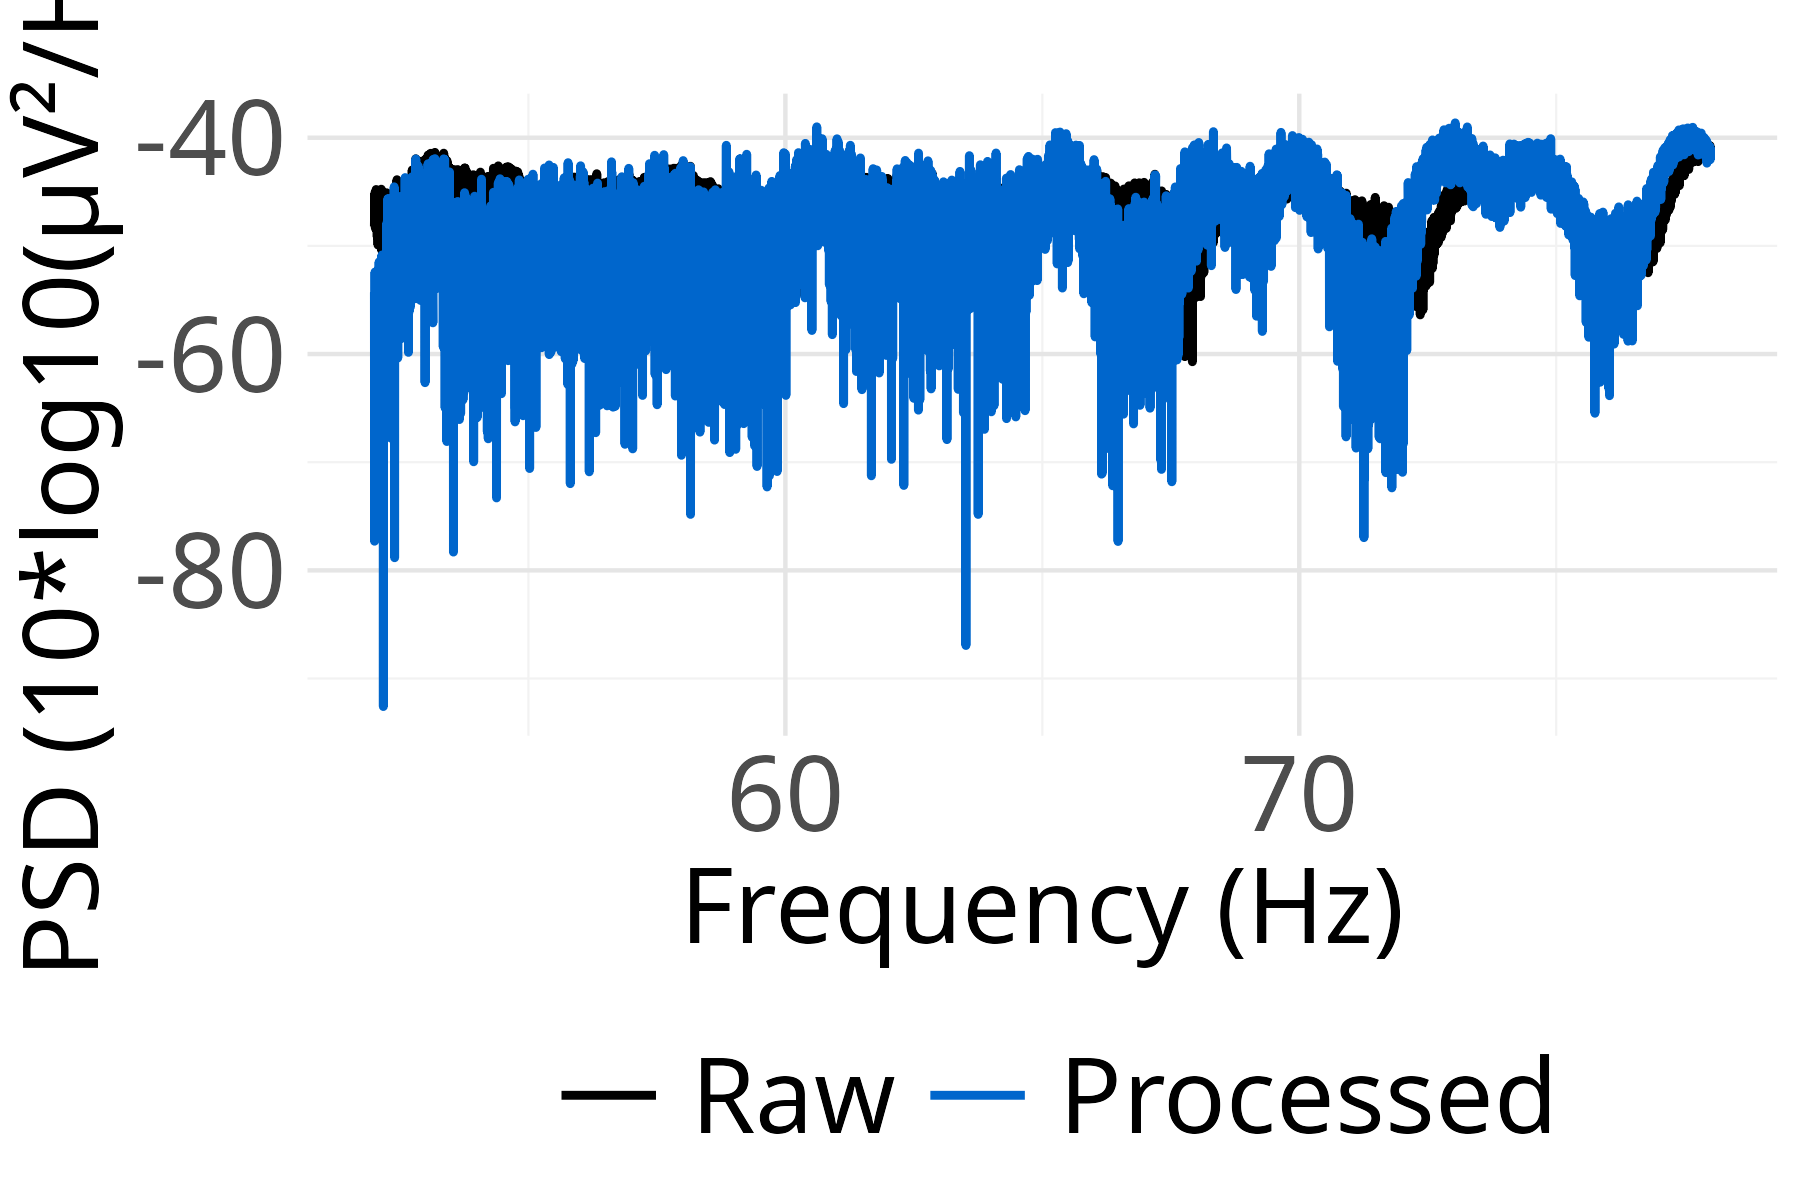 PSD (10*log10(μV²/H
-40
-60
-80
60
70
Frequency (Hz)
Raw
Processed